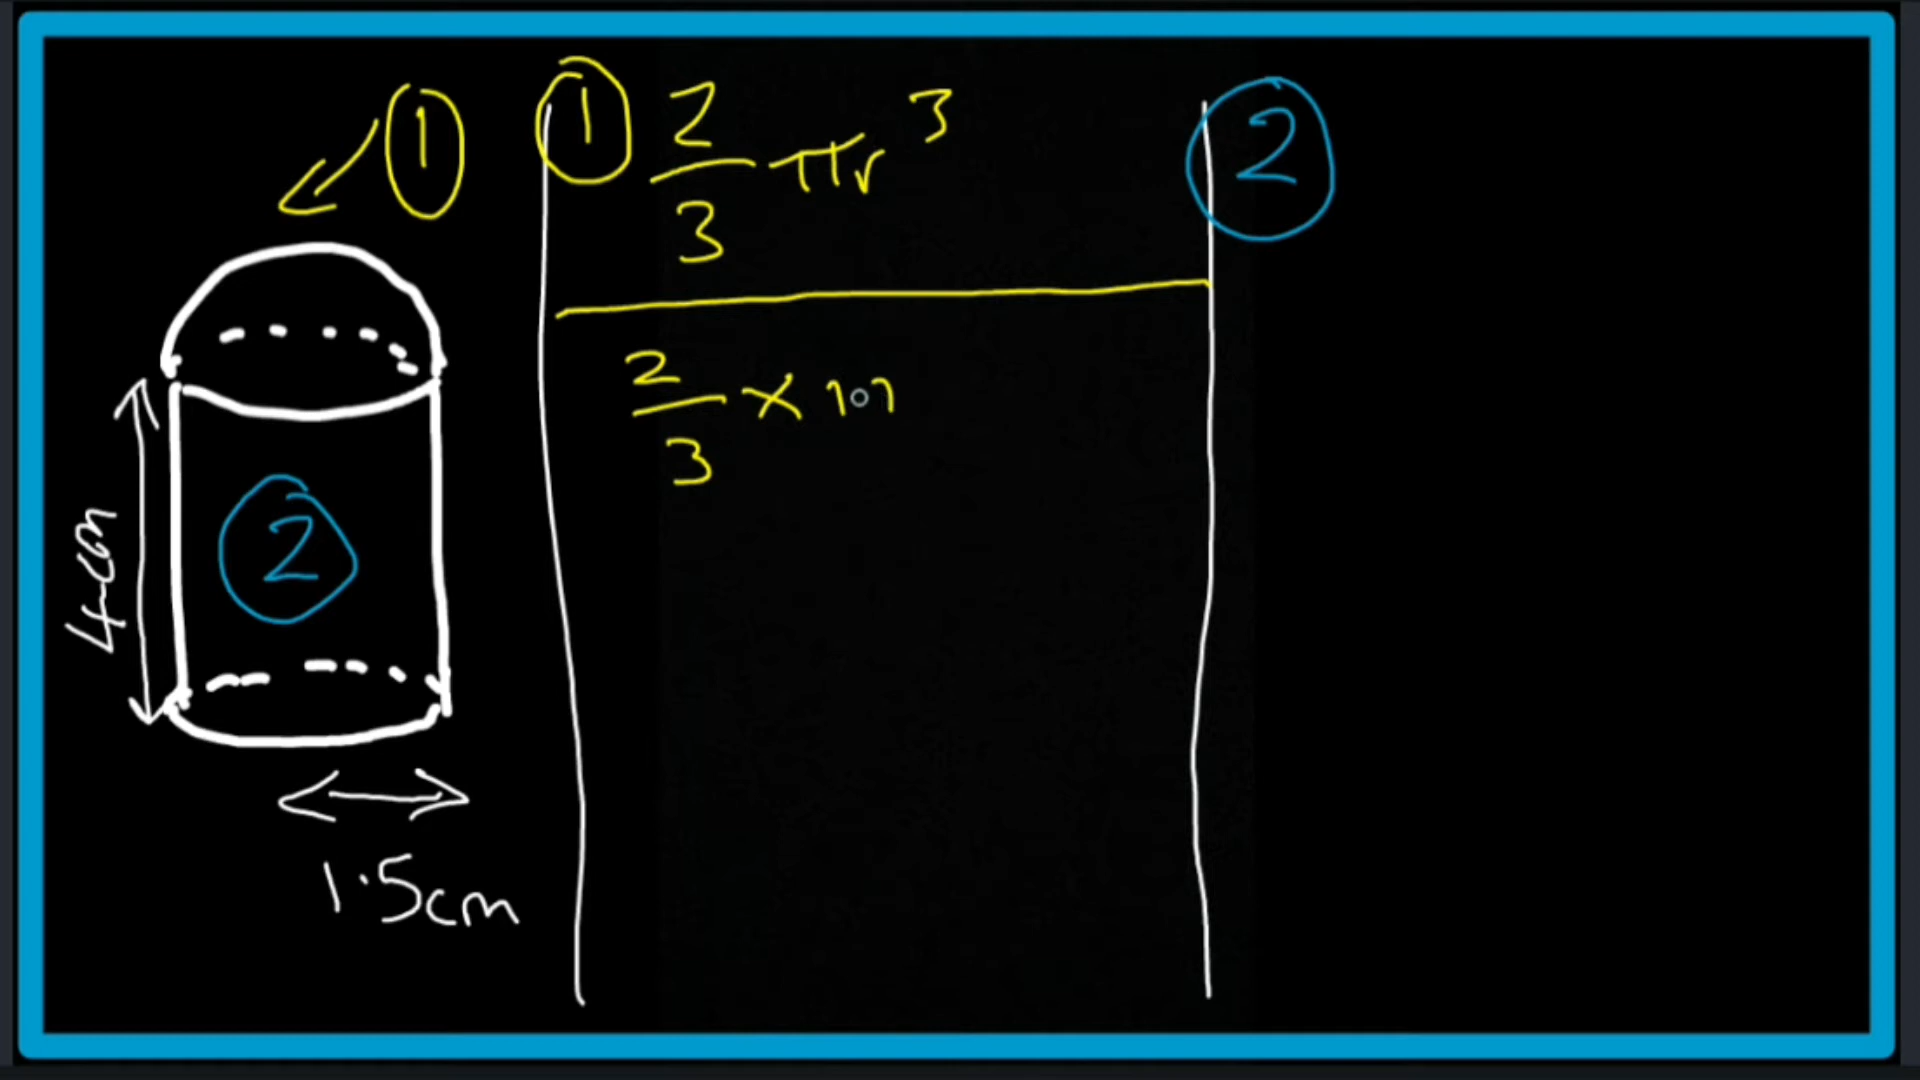 ①
① 2/3 πr³
②
2/3 ×
②
4cm
1.5cm